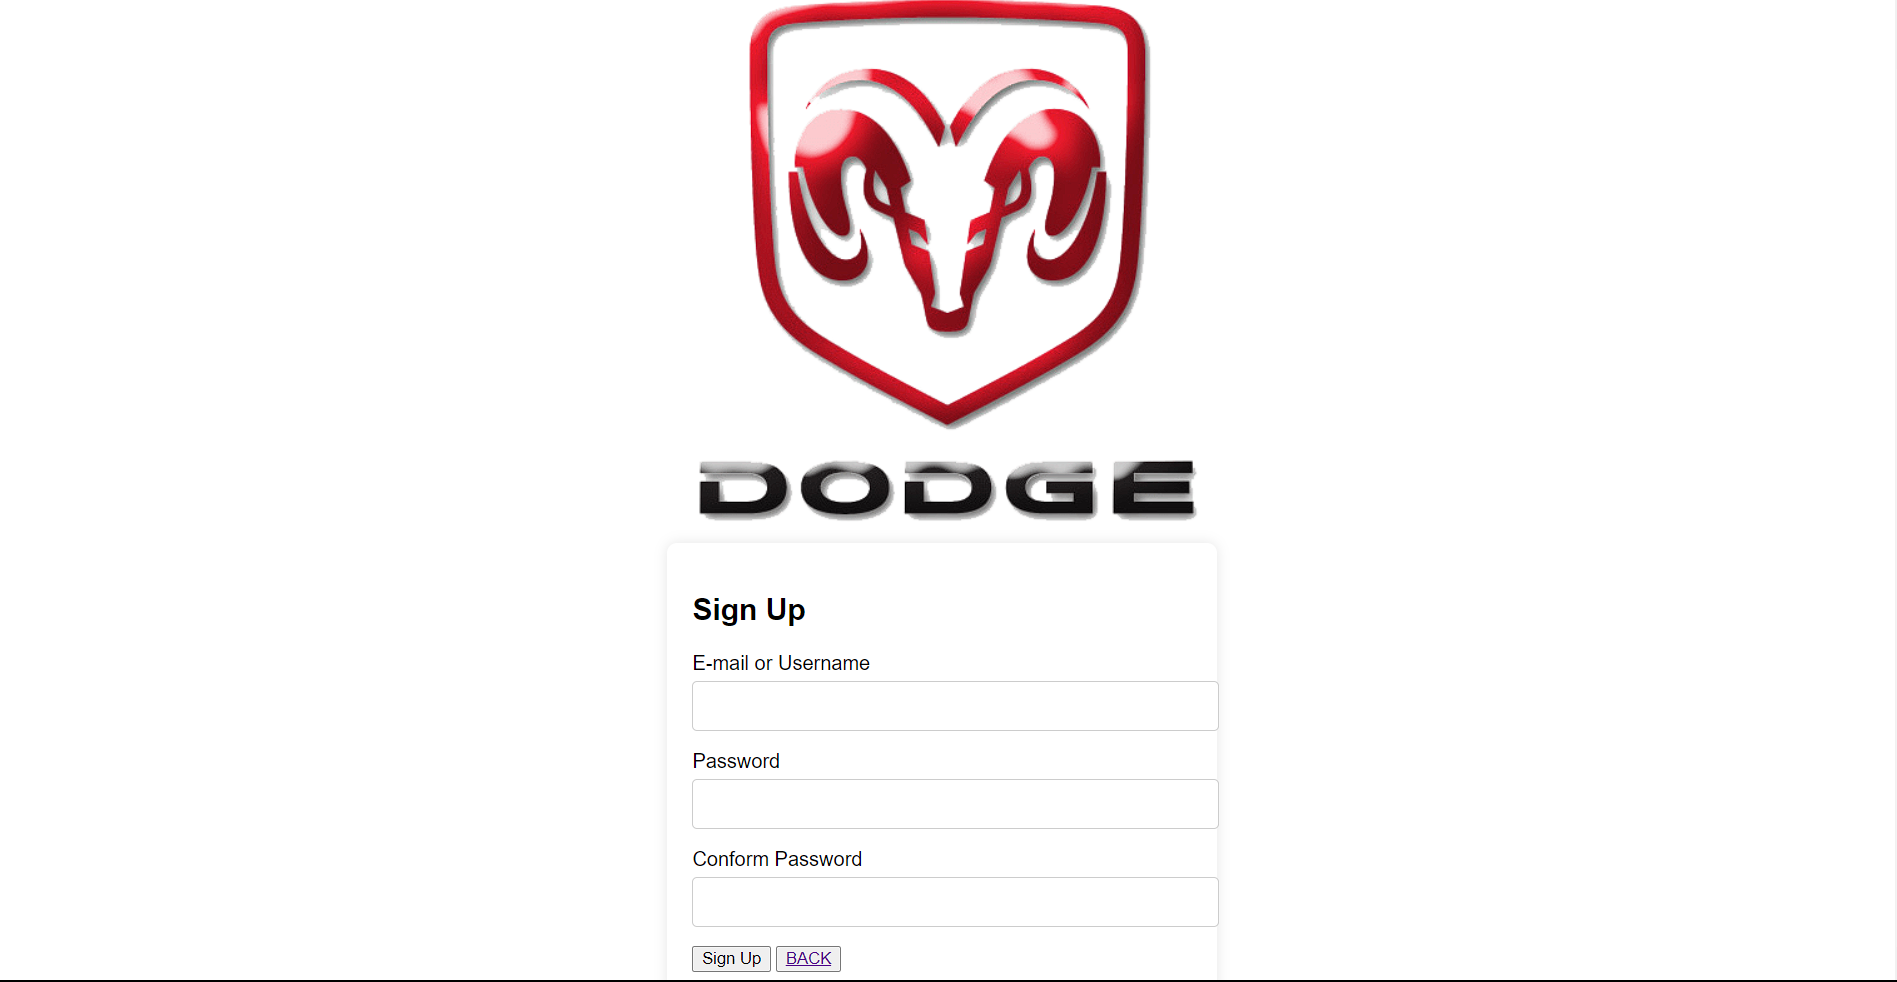 DODGE
Sign Up
E-mail or Username
Password
Conform Password
Sign Up BACK